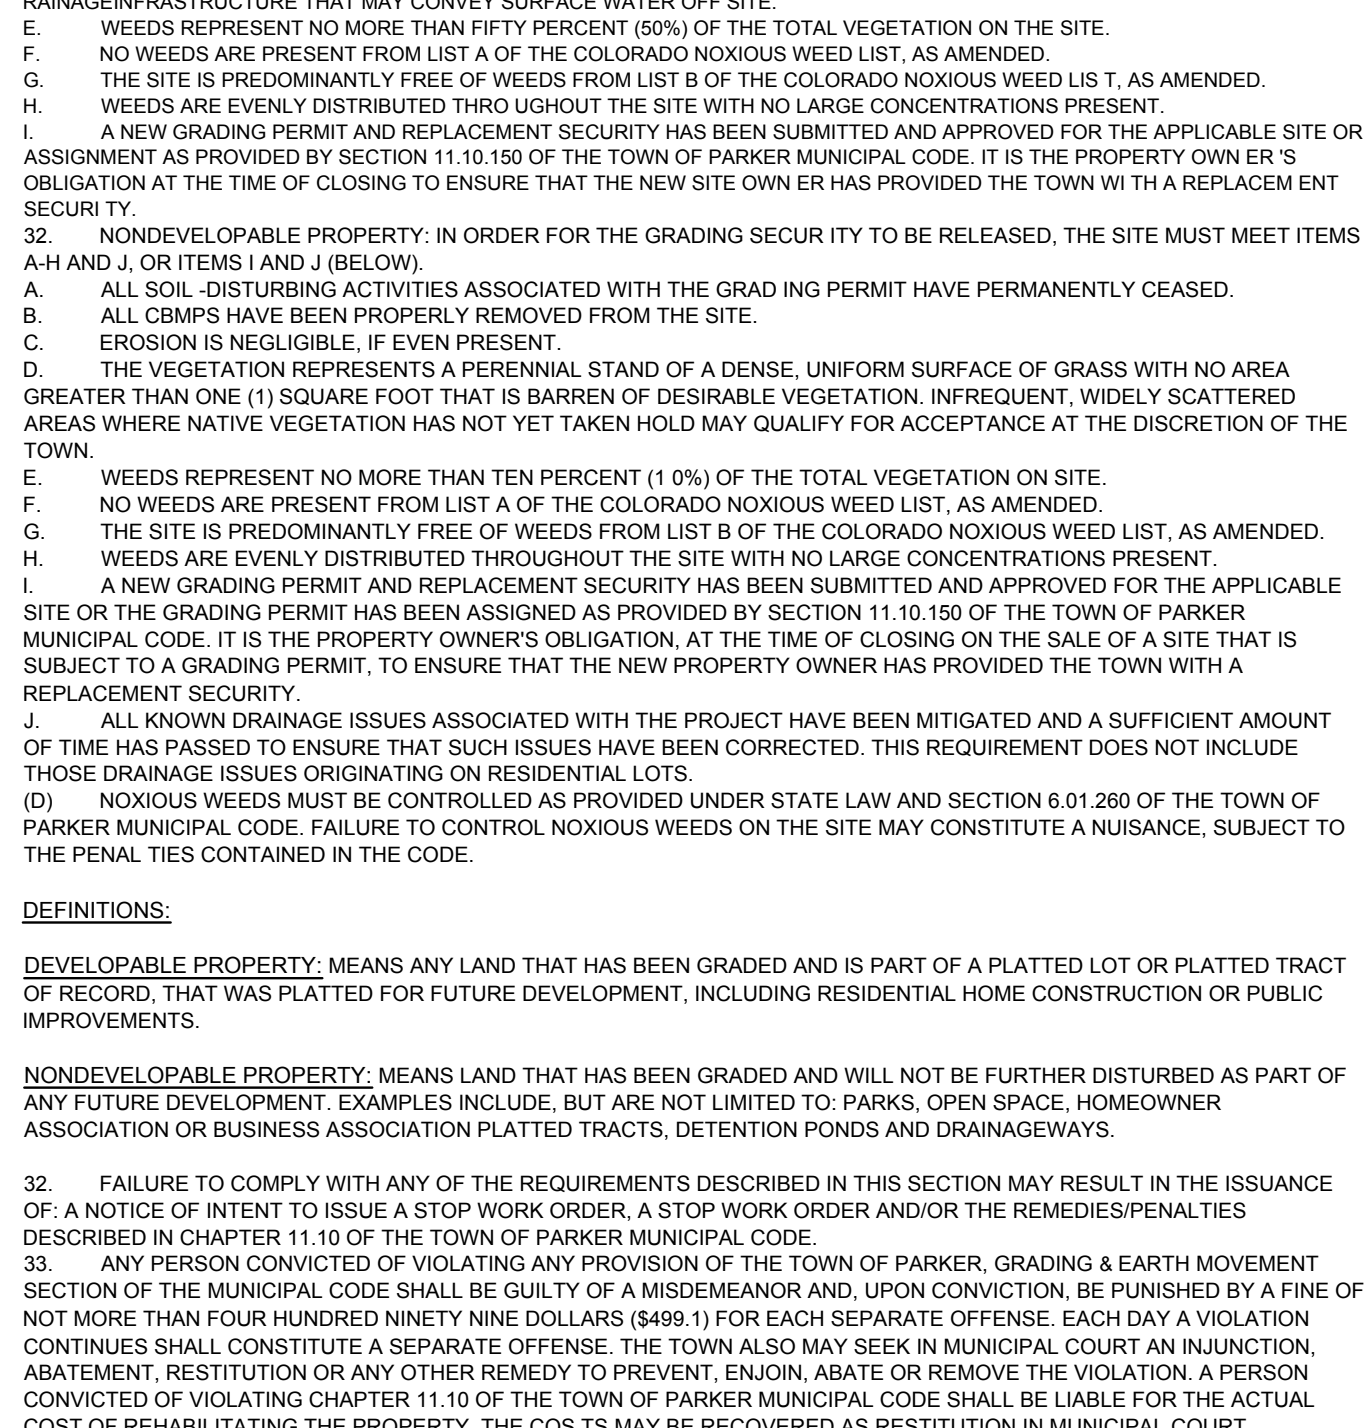 RAINAGEINFRASTRUCTURE THAT MAY CONVEY SURFACE WATER OFF SITE.
E. WEEDS REPRESENT NO MORE THAN FIFTY PERCENT (50%) OF THE TOTAL VEGETATION ON THE SITE.
F. NO WEEDS ARE PRESENT FROM LIST A OF THE COLORADO NOXIOUS WEED LIST, AS AMENDED.
G. THE SITE IS PREDOMINANTLY FREE OF WEEDS FROM LIST B OF THE COLORADO NOXIOUS WEED LIS T, AS AMENDED.
H. WEEDS ARE EVENLY DISTRIBUTED THRO UGHOUT THE SITE WITH NO LARGE CONCENTRATIONS PRESENT.
I. A NEW GRADING PERMIT AND REPLACEMENT SECURITY HAS BEEN SUBMITTED AND APPROVED FOR THE APPLICABLE SITE OR
ASSIGNMENT AS PROVIDED BY SECTION 11.10.150 OF THE TOWN OF PARKER MUNICIPAL CODE. IT IS THE PROPERTY OWN ER 'S
OBLIGATION AT THE TIME OF CLOSING TO ENSURE THAT THE NEW SITE OWN ER HAS PROVIDED THE TOWN WI TH A REPLACEM ENT
SECURI TY.
32. NONDEVELOPABLE PROPERTY: IN ORDER FOR THE GRADING SECUR ITY TO BE RELEASED, THE SITE MUST MEET ITEMS
A-H AND J, OR ITEMS I AND J (BELOW).
A. ALL SOIL -DISTURBING ACTIVITIES ASSOCIATED WITH THE GRAD ING PERMIT HAVE PERMANENTLY CEASED.
B. ALL CBMPS HAVE BEEN PROPERLY REMOVED FROM THE SITE.
C. EROSION IS NEGLIGIBLE, IF EVEN PRESENT.
D. THE VEGETATION REPRESENTS A PERENNIAL STAND OF A DENSE, UNIFORM SURFACE OF GRASS WITH NO AREA
GREATER THAN ONE (1) SQUARE FOOT THAT IS BARREN OF DESIRABLE VEGETATION. INFREQUENT, WIDELY SCATTERED
AREAS WHERE NATIVE VEGETATION HAS NOT YET TAKEN HOLD MAY QUALIFY FOR ACCEPTANCE AT THE DISCRETION OF THE
TOWN.
E. WEEDS REPRESENT NO MORE THAN TEN PERCENT (1 0%) OF THE TOTAL VEGETATION ON SITE.
F. NO WEEDS ARE PRESENT FROM LIST A OF THE COLORADO NOXIOUS WEED LIST, AS AMENDED.
G. THE SITE IS PREDOMINANTLY FREE OF WEEDS FROM LIST B OF THE COLORADO NOXIOUS WEED LIST, AS AMENDED.
H. WEEDS ARE EVENLY DISTRIBUTED THROUGHOUT THE SITE WITH NO LARGE CONCENTRATIONS PRESENT.
I. A NEW GRADING PERMIT AND REPLACEMENT SECURITY HAS BEEN SUBMITTED AND APPROVED FOR THE APPLICABLE
SITE OR THE GRADING PERMIT HAS BEEN ASSIGNED AS PROVIDED BY SECTION 11.10.150 OF THE TOWN OF PARKER
MUNICIPAL CODE. IT IS THE PROPERTY OWNER'S OBLIGATION, AT THE TIME OF CLOSING ON THE SALE OF A SITE THAT IS
SUBJECT TO A GRADING PERMIT, TO ENSURE THAT THE NEW PROPERTY OWNER HAS PROVIDED THE TOWN WITH A
REPLACEMENT SECURITY.
J. ALL KNOWN DRAINAGE ISSUES ASSOCIATED WITH THE PROJECT HAVE BEEN MITIGATED AND A SUFFICIENT AMOUNT
OF TIME HAS PASSED TO ENSURE THAT SUCH ISSUES HAVE BEEN CORRECTED. THIS REQUIREMENT DOES NOT INCLUDE
THOSE DRAINAGE ISSUES ORIGINATING ON RESIDENTIAL LOTS.
(D) NOXIOUS WEEDS MUST BE CONTROLLED AS PROVIDED UNDER STATE LAW AND SECTION 6.01.260 OF THE TOWN OF
PARKER MUNICIPAL CODE. FAILURE TO CONTROL NOXIOUS WEEDS ON THE SITE MAY CONSTITUTE A NUISANCE, SUBJECT TO
THE PENAL TIES CONTAINED IN THE CODE.
DEFINITIONS:
DEVELOPABLE PROPERTY: MEANS ANY LAND THAT HAS BEEN GRADED AND IS PART OF A PLATTED LOT OR PLATTED TRACT
OF RECORD, THAT WAS PLATTED FOR FUTURE DEVELOPMENT, INCLUDING RESIDENTIAL HOME CONSTRUCTION OR PUBLIC
IMPROVEMENTS.
NONDEVELOPABLE PROPERTY: MEANS LAND THAT HAS BEEN GRADED AND WILL NOT BE FURTHER DISTURBED AS PART OF
ANY FUTURE DEVELOPMENT. EXAMPLES INCLUDE, BUT ARE NOT LIMITED TO: PARKS, OPEN SPACE, HOMEOWNER
ASSOCIATION OR BUSINESS ASSOCIATION PLATTED TRACTS, DETENTION PONDS AND DRAINAGEWAYS.
32. FAILURE TO COMPLY WITH ANY OF THE REQUIREMENTS DESCRIBED IN THIS SECTION MAY RESULT IN THE ISSUANCE
OF: A NOTICE OF INTENT TO ISSUE A STOP WORK ORDER, A STOP WORK ORDER AND/OR THE REMEDIES/PENALTIES
DESCRIBED IN CHAPTER 11.10 OF THE TOWN OF PARKER MUNICIPAL CODE.
33. ANY PERSON CONVICTED OF VIOLATING ANY PROVISION OF THE TOWN OF PARKER, GRADING & EARTH MOVEMENT
SECTION OF THE MUNICIPAL CODE SHALL BE GUILTY OF A MISDEMEANOR AND, UPON CONVICTION, BE PUNISHED BY A FINE OF
NOT MORE THAN FOUR HUNDRED NINETY NINE DOLLARS ($499.1) FOR EACH SEPARATE OFFENSE. EACH DAY A VIOLATION
CONTINUES SHALL CONSTITUTE A SEPARATE OFFENSE. THE TOWN ALSO MAY SEEK IN MUNICIPAL COURT AN INJUNCTION,
ABATEMENT, RESTITUTION OR ANY OTHER REMEDY TO PREVENT, ENJOIN, ABATE OR REMOVE THE VIOLATION. A PERSON
CONVICTED OF VIOLATING CHAPTER 11.10 OF THE TOWN OF PARKER MUNICIPAL CODE SHALL BE LIABLE FOR THE ACTUAL
COST OF REHABILITATING THE PROPERTY. THE COS TS MAY BE RECOVERED AS RESTITUTION IN MUNICIPAL COURT